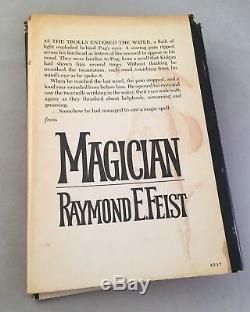 AS THE TROLLS ENTERED THE WATER, a flash of
light exploded behind Pug's eyes. A searing pain ripped
across his forehead as letters of fire seemed to appear in his
mind. They were familiar to Pug, from a scroll that Kulgan
had shown him several times. Without thinking he
mouthed the incantation, each word vanishing from his
mind's eye as he spoke it.
When he reached the last word, the pain stopped, and a
loud roar sounded from before him. He opened his eyes and
saw the two trolls writhing in the water, their eyes wide with
agony as they thrashed about helplessly, screaming and
groaning.
. . . Somehow he had managed to cast a magic spell.
from
MAGICIAN
RAYMOND E. FEIST